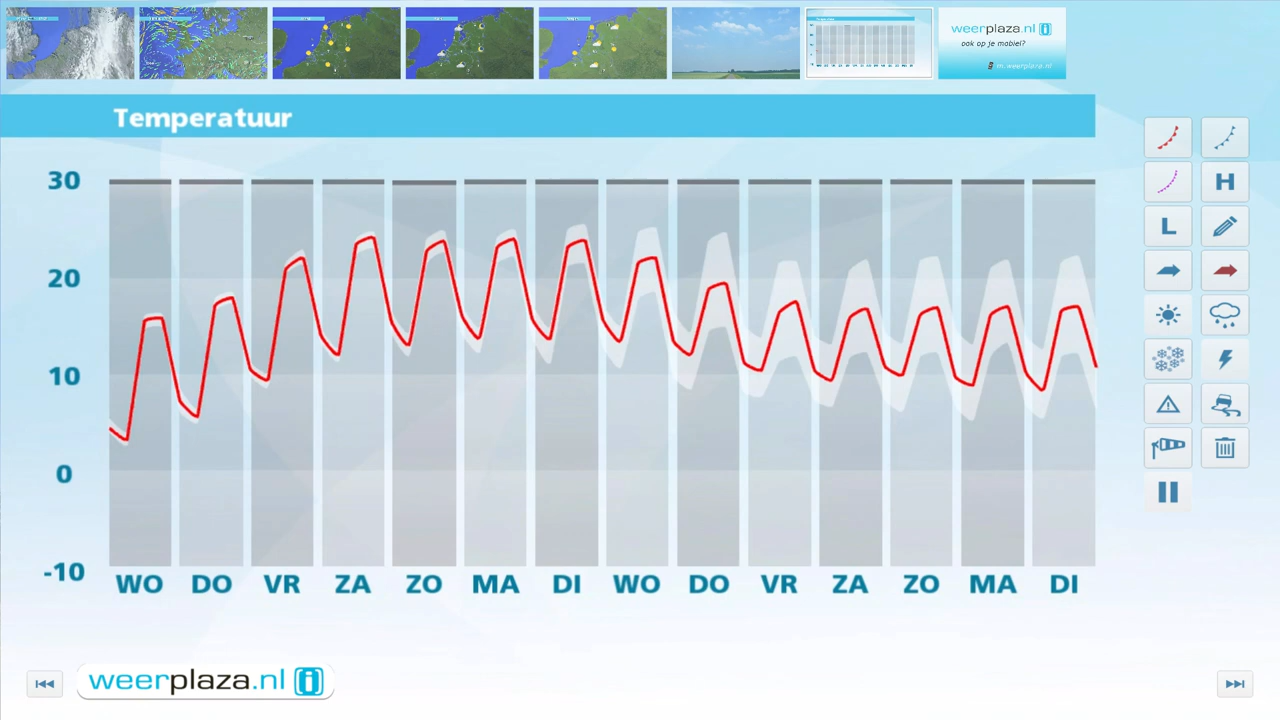 weerplaza.nl i
ook op je mobiel?
m.weerplaza.nl
Temperatuur
30
20
10
0
-10
WO DO VR ZA ZO MA DI WO DO VR ZA ZO MA DI
H
L
weerplaza.nl i